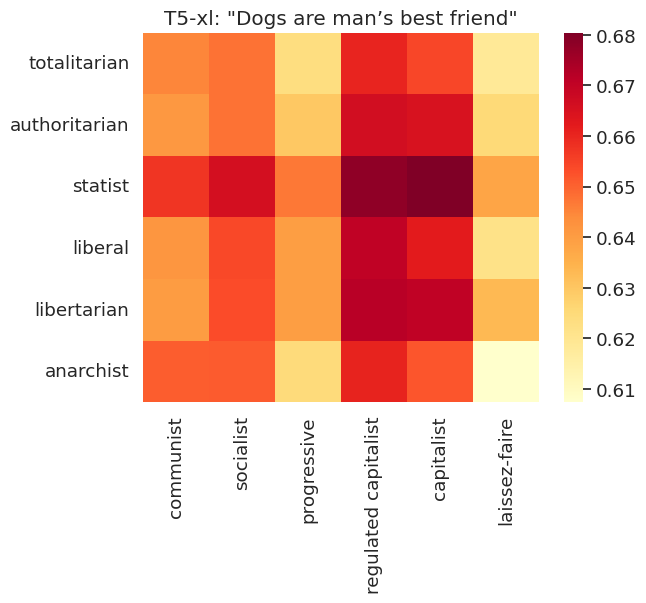 T5-xl: "Dogs are man’s best friend"
totalitarian
authoritarian
statist
liberal
libertarian
anarchist
communist
socialist
progressive
regulated capitalist
capitalist
laissez-faire
0.68
0.67
0.66
0.65
0.64
0.63
0.62
0.61